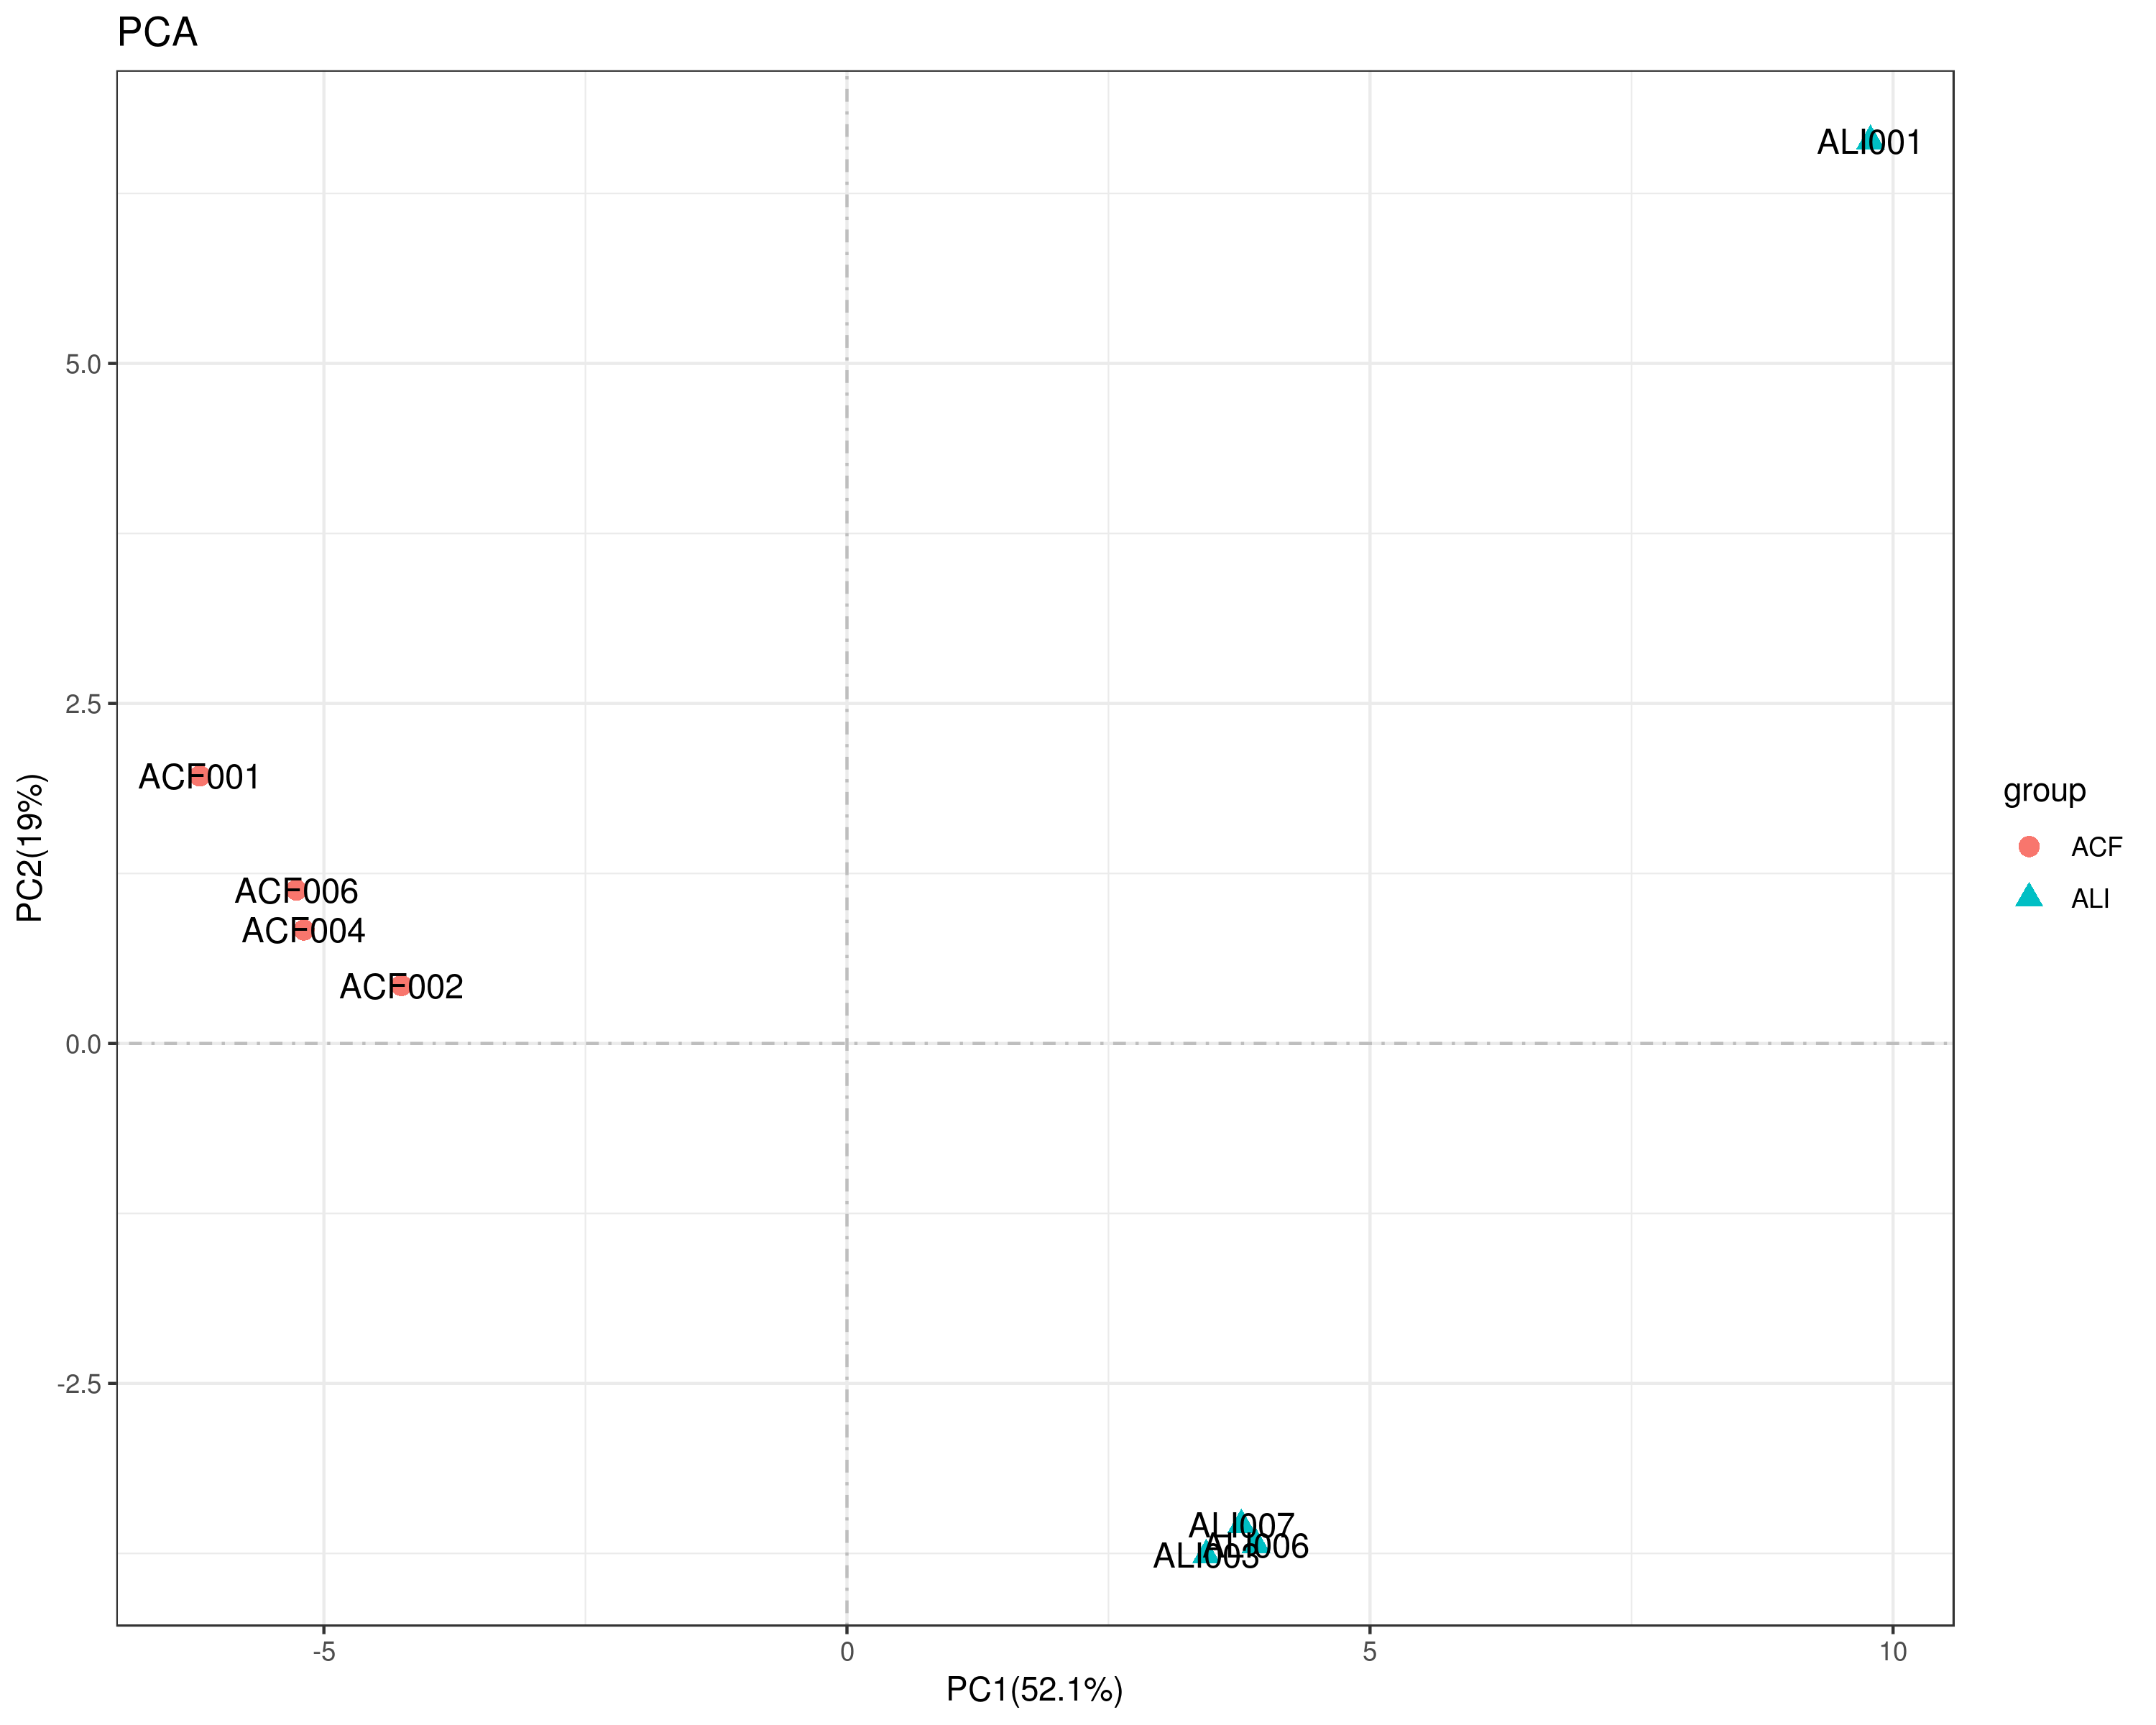 PCA
ALI001
5.0
2.5
ACF001
ACF006
ACF004
ACF002
0.0
-2.5
ALI007
ALI006
ALI003
-5
0
5
10
PC1(52.1%)
PC2(19%)
group
ACF
ALI